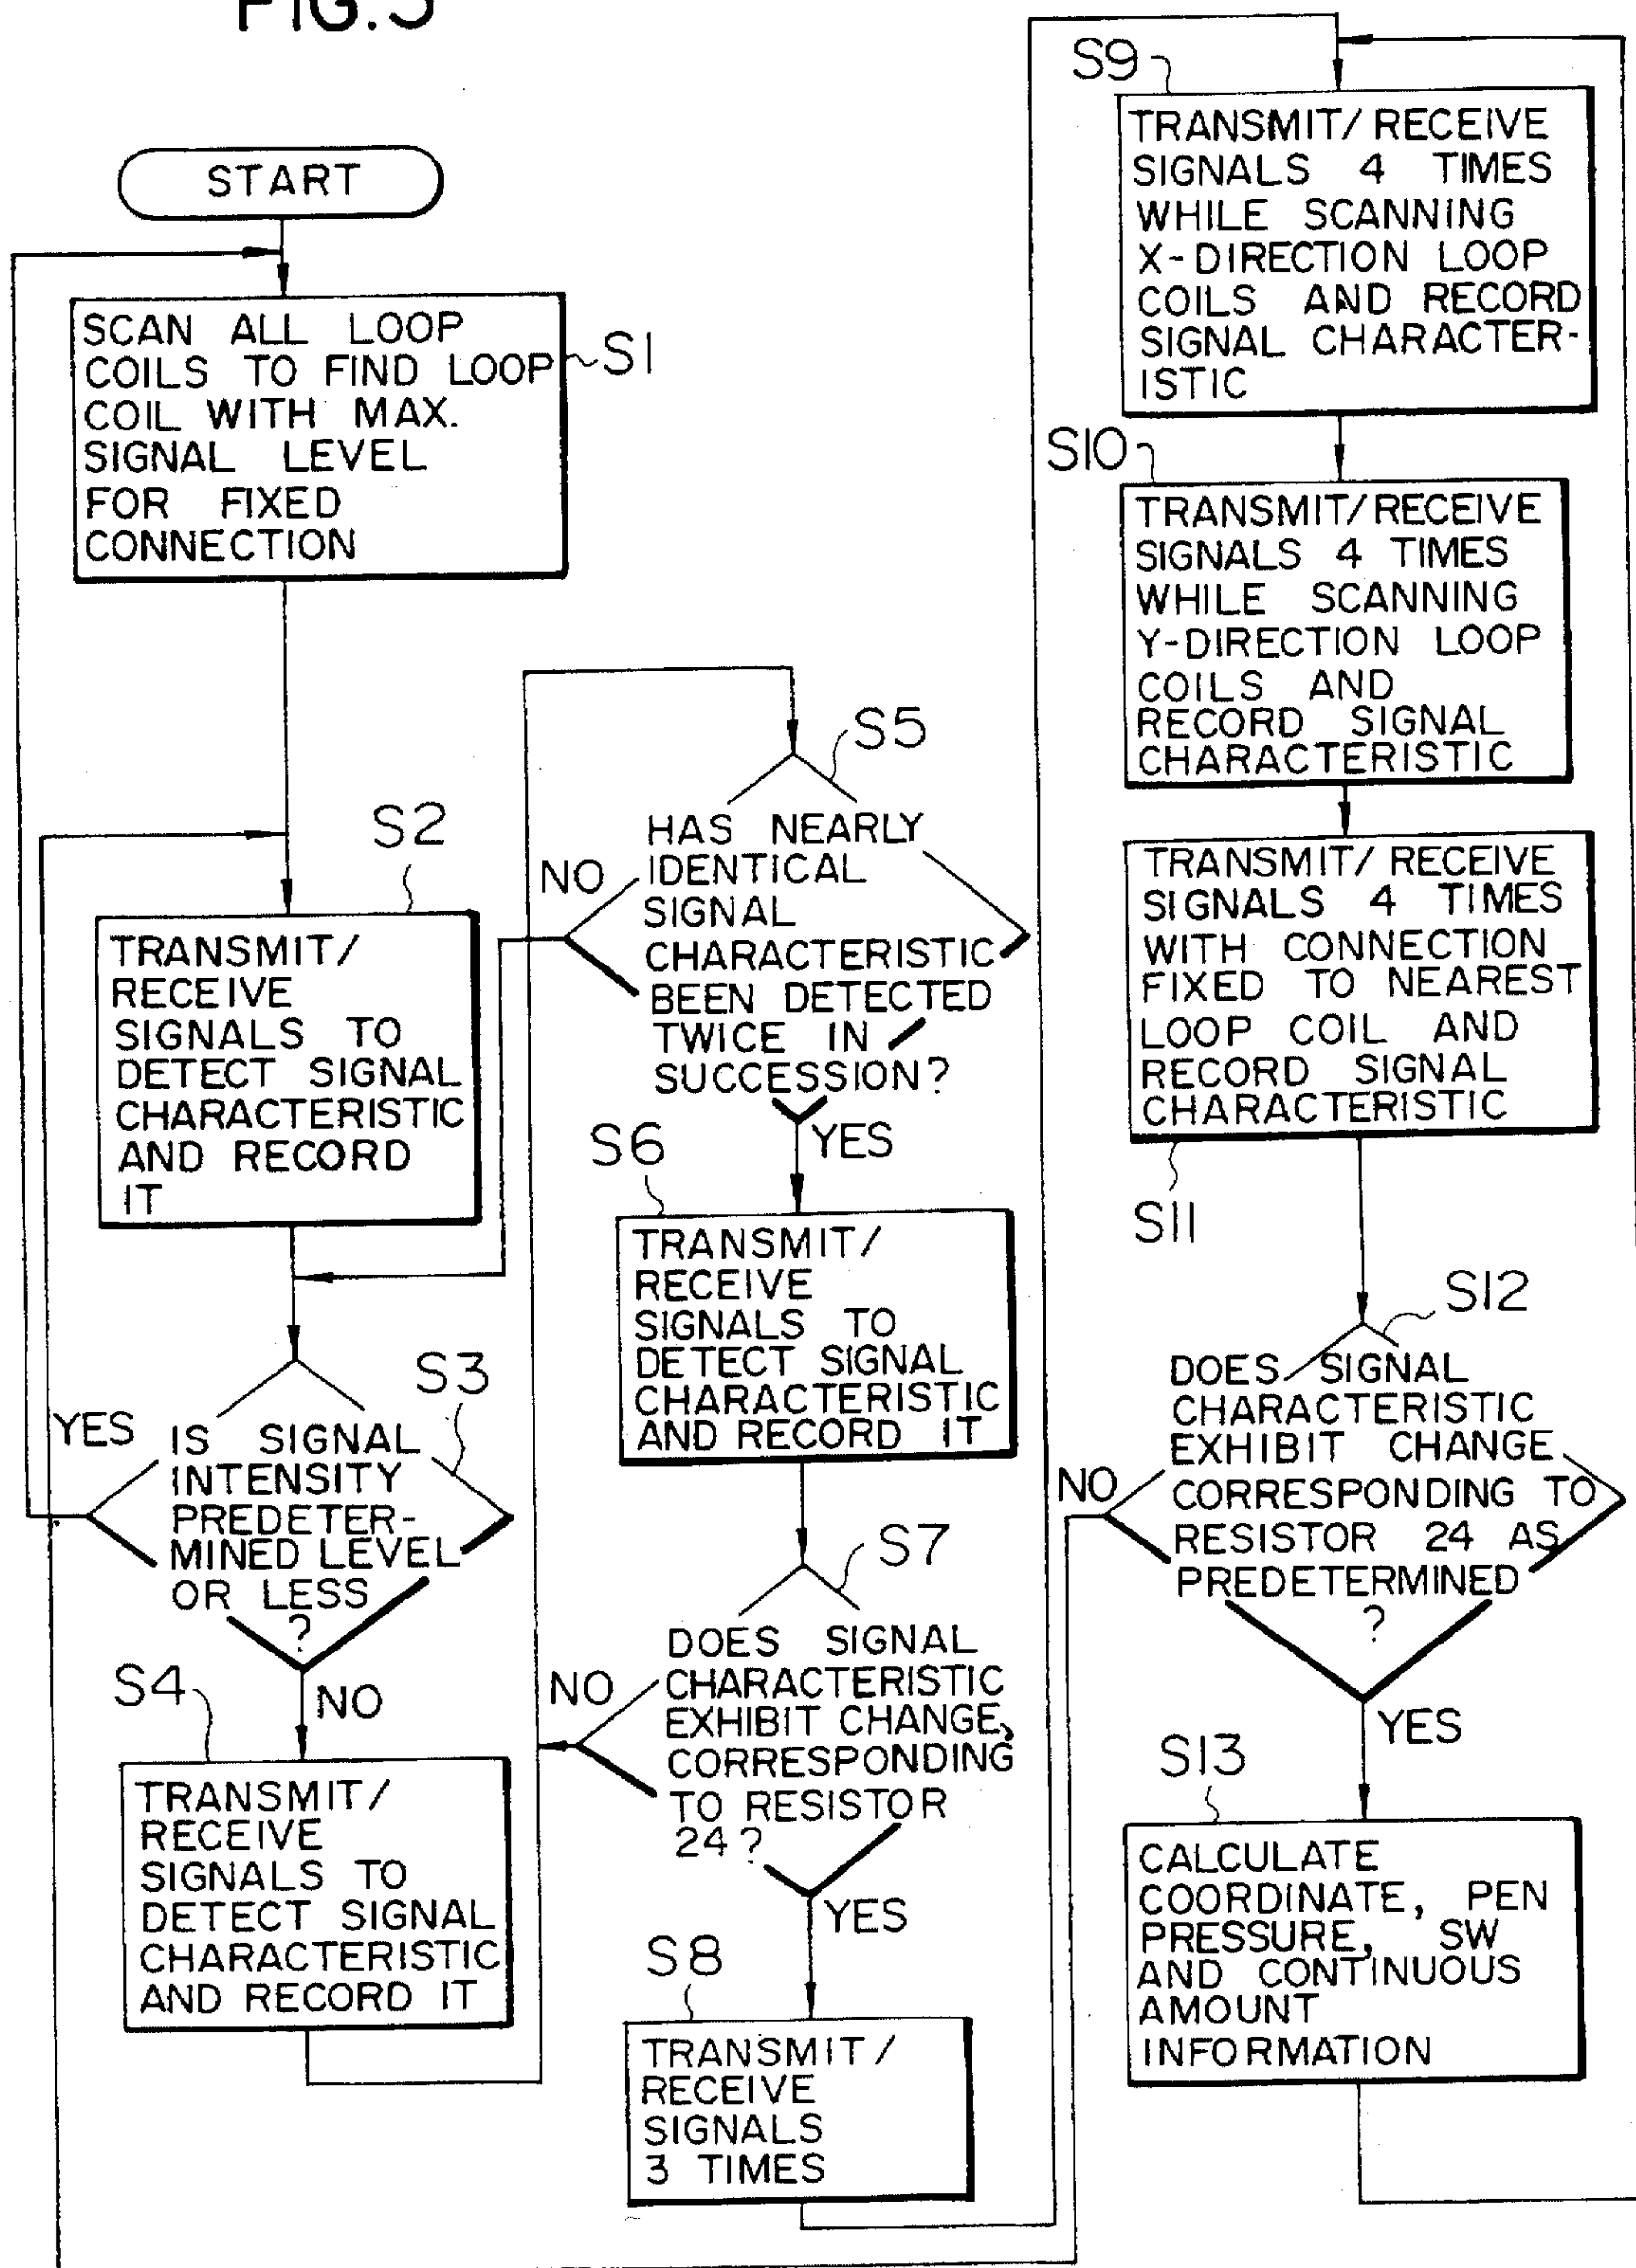 FIG. 5
START
SCAN ALL LOOP
COILS TO FIND LOOP
COIL WITH MAX.
SIGNAL LEVEL
FOR FIXED
CONNECTION
S1
S2
TRANSMIT/
RECEIVE
SIGNALS TO
DETECT SIGNAL
CHARACTERISTIC
AND RECORD
IT
S3
YES
IS SIGNAL
INTENSITY
PREDETER-
MINED LEVEL
OR LESS
?
NO
S4
TRANSMIT/
RECEIVE
SIGNALS TO
DETECT SIGNAL
CHARACTERISTIC
AND RECORD IT
S5
NO
HAS NEARLY
IDENTICAL
SIGNAL
CHARACTERISTIC
BEEN DETECTED
TWICE IN
SUCCESSION?
YES
S6
TRANSMIT/
RECEIVE
SIGNALS TO
DETECT SIGNAL
CHARACTERISTIC
AND RECORD IT
S7
NO
DOES SIGNAL
CHARACTERISTIC
EXHIBIT CHANGE
CORRESPONDING
TO RESISTOR
24?
YES
S8
TRANSMIT/
RECEIVE
SIGNALS
3 TIMES
S9
TRANSMIT/RECEIVE
SIGNALS 4 TIMES
WHILE SCANNING
X-DIRECTION LOOP
COILS AND RECORD
SIGNAL CHARACTER-
ISTIC
S10
TRANSMIT/RECEIVE
SIGNALS 4 TIMES
WHILE SCANNING
Y-DIRECTION LOOP
COILS AND
RECORD SIGNAL
CHARACTERISTIC
TRANSMIT/RECEIVE
SIGNALS 4 TIMES
WITH CONNECTION
FIXED TO NEAREST
LOOP COIL AND
RECORD SIGNAL
CHARACTERISTIC
S11
S12
NO
DOES SIGNAL
CHARACTERISTIC
EXHIBIT CHANGE
CORRESPONDING TO
RESISTOR 24 AS
PREDETERMINED
?
YES
S13
CALCULATE
COORDINATE, PEN
PRESSURE, SW
AND CONTINUOUS
AMOUNT
INFORMATION